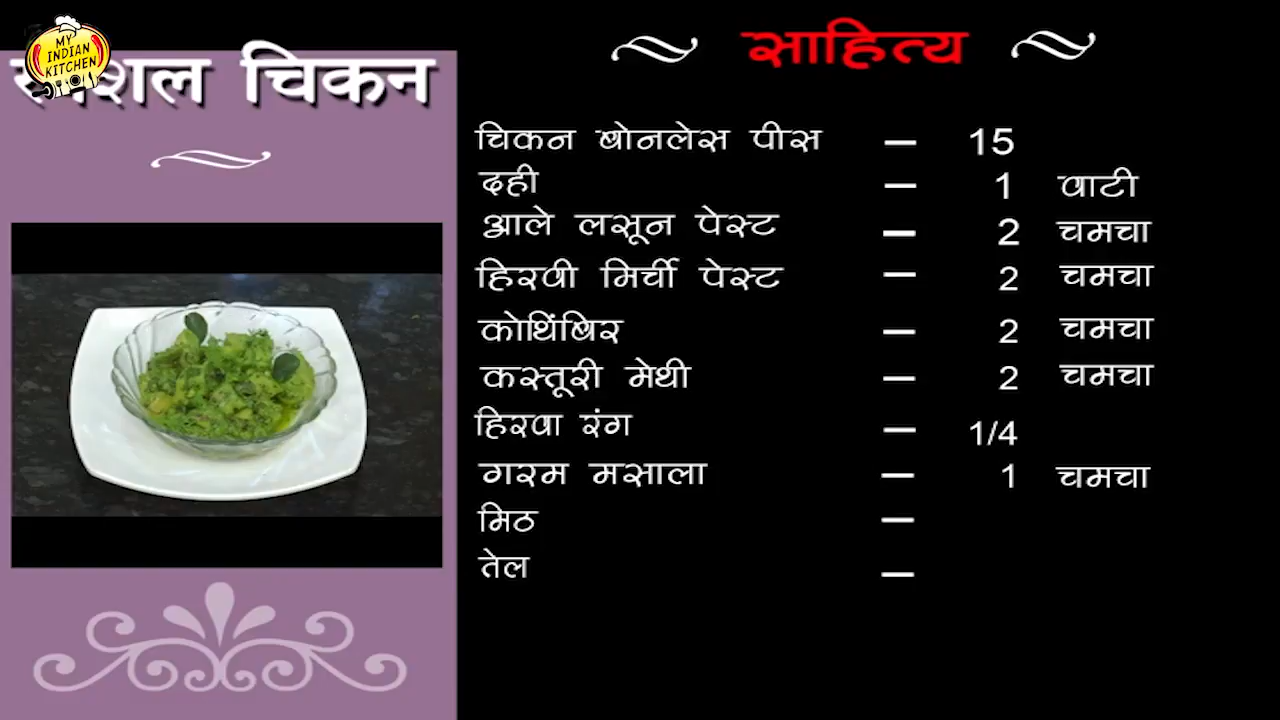 MY
INDIAN
KITCHEN
चिकन
साहित्य
चिकन बोनलेस पीस – 15
दही – 1 वाटी
आले लसून पेस्ट – 2 चमचा
हिरवी मिर्ची पेस्ट – 2 चमचा
कोथिंबिर – 2 चमचा
कस्तूरी मेथी – 2 चमचा
हिरवा रंग – 1/4
गरम मसाला – 1 चमचा
मिठ –
तेल –